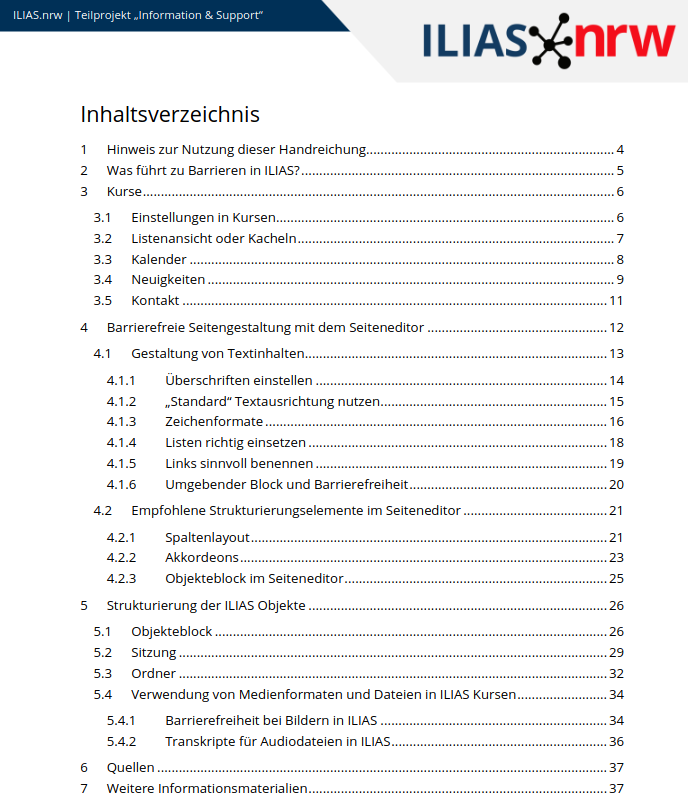 ILIAS.nrw | Teilprojekt „Information & Support“
ILIAS nrw
Inhaltsverzeichnis
1 Hinweis zur Nutzung dieser Handreichung 4
2 Was führt zu Barrieren in ILIAS? 5
3 Kurse 6
3.1 Einstellungen in Kursen 6
3.2 Listenansicht oder Kacheln 7
3.3 Kalender 8
3.4 Neuigkeiten 9
3.5 Kontakt 11
4 Barrierefreie Seitengestaltung mit dem Seiteneditor 12
4.1 Gestaltung von Textinhalten 13
4.1.1 Überschriften einstellen 14
4.1.2 „Standard“ Textausrichtung nutzen 15
4.1.3 Zeichenformate 16
4.1.4 Listen richtig einsetzen 18
4.1.5 Links sinnvoll benennen 19
4.1.6 Umgebender Block und Barrierefreiheit 20
4.2 Empfohlene Strukturierungselemente im Seiteneditor 21
4.2.1 Spaltenlayout 21
4.2.2 Akkordeons 23
4.2.3 Objekteblock im Seiteneditor 25
5 Strukturierung der ILIAS Objekte 26
5.1 Objekteblock 26
5.2 Sitzung 29
5.3 Ordner 32
5.4 Verwendung von Medienformaten und Dateien in ILIAS Kursen 34
5.4.1 Barrierefreiheit bei Bildern in ILIAS 34
5.4.2 Transkripte für Audiodateien in ILIAS 36
6 Quellen 37
7 Weitere Informationsmaterialien 37